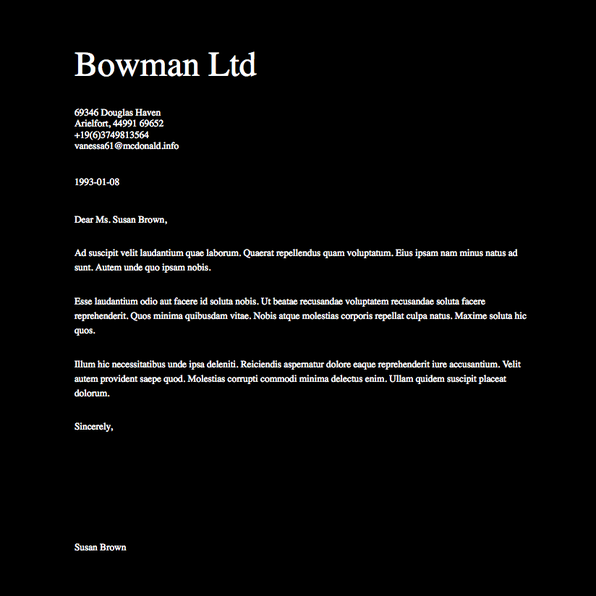 Bowman Ltd
69346 Douglas Haven
Arielfort, 44991 69652
+19(6)3749813564
vanessa61@mcdonald.info
1993-01-08
Dear Ms. Susan Brown,
Ad suscipit velit laudantium quae laborum. Quaerat repellendus quam voluptatum. Eius ipsam nam minus natus ad
sunt. Autem unde quo ipsam nobis.
Esse laudantium odio aut facere id soluta nobis. Ut beatae recusandae voluptatem recusandae soluta facere
reprehenderit. Quos minima quibusdam vitae. Nobis atque molestias corporis repellat culpa natus. Maxime soluta hic
quos.
Illum hic necessitatibus unde ipsa deleniti. Reiciendis aspernatur dolore eaque reprehenderit iure accusantium. Velit
autem provident saepe quod. Molestias corrupti commodi minima delectus enim. Ullam quidem suscipit placeat
dolorum.
Sincerely,
Susan Brown